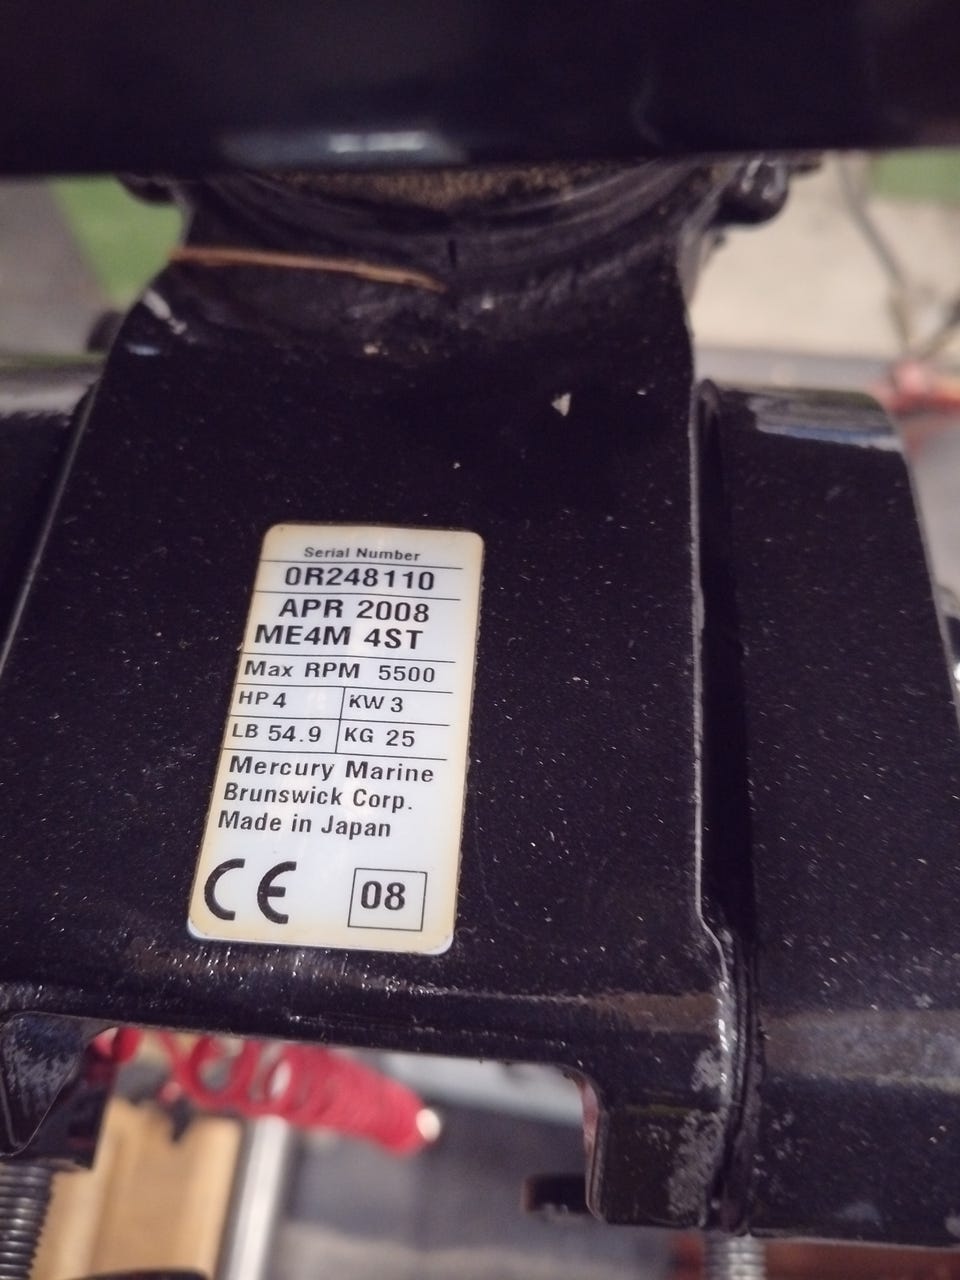 Serial Number
0R248110
APR 2008
ME4M 4ST
Max RPM 5500
HP 4 KW 3
LB 54.9 KG 25
Mercury Marine
Brunswick Corp.
Made in Japan
CE 08